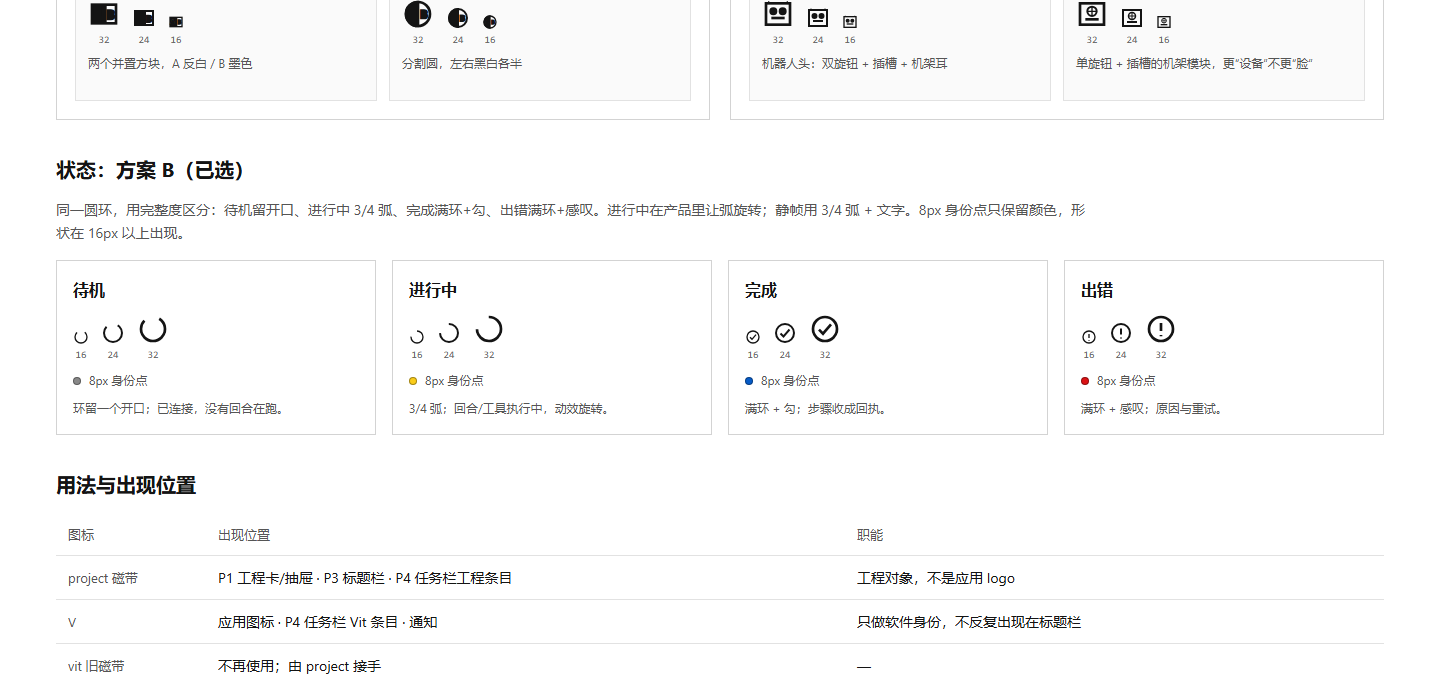 32 24 16
32 24 16
32 24 16
32 24 16
两个并置方块，A 反白 / B 墨色
分割圆，左右黑白各半
机器人头：双旋钮 + 插槽 + 机架耳
单旋钮 + 插槽的机架模块，更“设备”不更“脸”
状态：方案 B（已选）
同一圆环，用完整度区分：待机留开口、进行中 3/4 弧、完成满环+勾、出错满环+感叹。进行中在产品里让弧旋转；静帧用 3/4 弧 + 文字。8px 身份点只保留颜色，形
状在 16px 以上出现。
待机
16 24 32
8px 身份点
环留一个开口；已连接，没有回合在跑。
进行中
16 24 32
8px 身份点
3/4 弧；回合/工具执行中，动效旋转。
完成
16 24 32
8px 身份点
满环 + 勾；步骤收成回执。
出错
16 24 32
8px 身份点
满环 + 感叹；原因与重试。
用法与出现位置
图标 出现位置 职能
project 磁带 P1 工程卡/抽屉 · P3 标题栏 · P4 任务栏工程条目 工程对象，不是应用 logo
V 应用图标 · P4 任务栏 Vit 条目 · 通知 只做软件身份，不反复出现在标题栏
vit 旧磁带 不再使用；由 project 接手 —